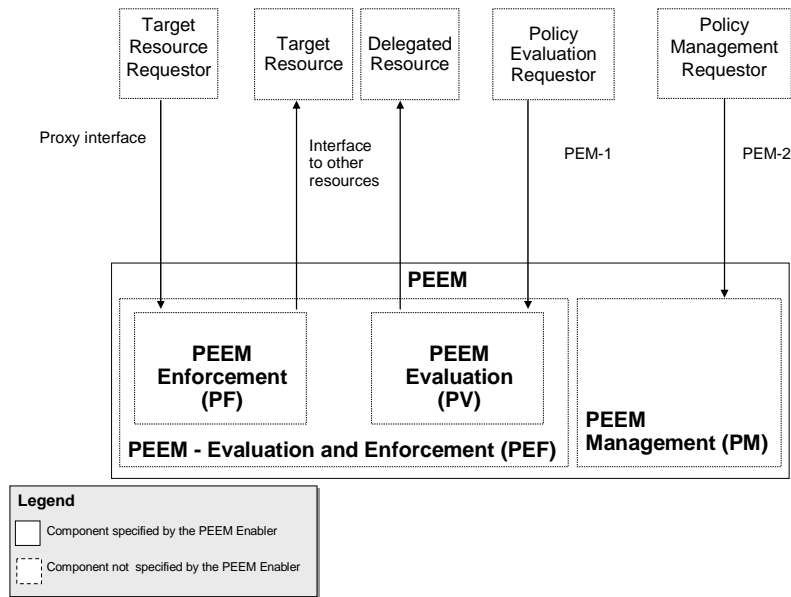 Target
Resource
Requestor
Target
Resource
Delegated
Resource
Policy
Evaluation
Requestor
Policy
Management
Requestor
Proxy interface
Interface
to other
resources
PEM-1
PEM-2
PEEM
PEEM
Enforcement
(PF)
PEEM
Evaluation
(PV)
PEEM
Management (PM)
PEEM - Evaluation and Enforcement (PEF)
Legend
Component specified by the PEEM Enabler
Component not specified by the PEEM Enabler